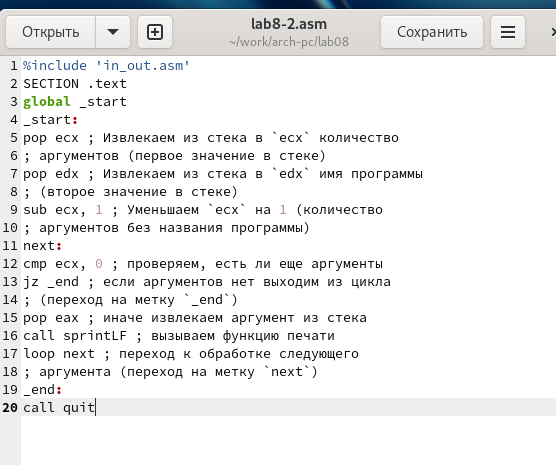 Открыть
lab8-2.asm
~/work/arch-pc/lab08
Сохранить
1 %include 'in_out.asm'
2 SECTION .text
3 global _start
4 _start:
5 pop ecx ; Извлекаем из стека в `ecx` количество
6 ; аргументов (первое значение в стеке)
7 pop edx ; Извлекаем из стека в `edx` имя программы
8 ; (второе значение в стеке)
9 sub ecx, 1 ; Уменьшаем `ecx` на 1 (количество
10 ; аргументов без названия программы)
11 next:
12 cmp ecx, 0 ; проверяем, есть ли еще аргументы
13 jz _end ; если аргументов нет выходим из цикла
14 ; (переход на метку `_end`)
15 pop eax ; иначе извлекаем аргумент из стека
16 call sprintLF ; вызываем функцию печати
17 loop next ; переход к обработке следующего
18 ; аргумента (переход на метку `next`)
19 _end:
20 call quit